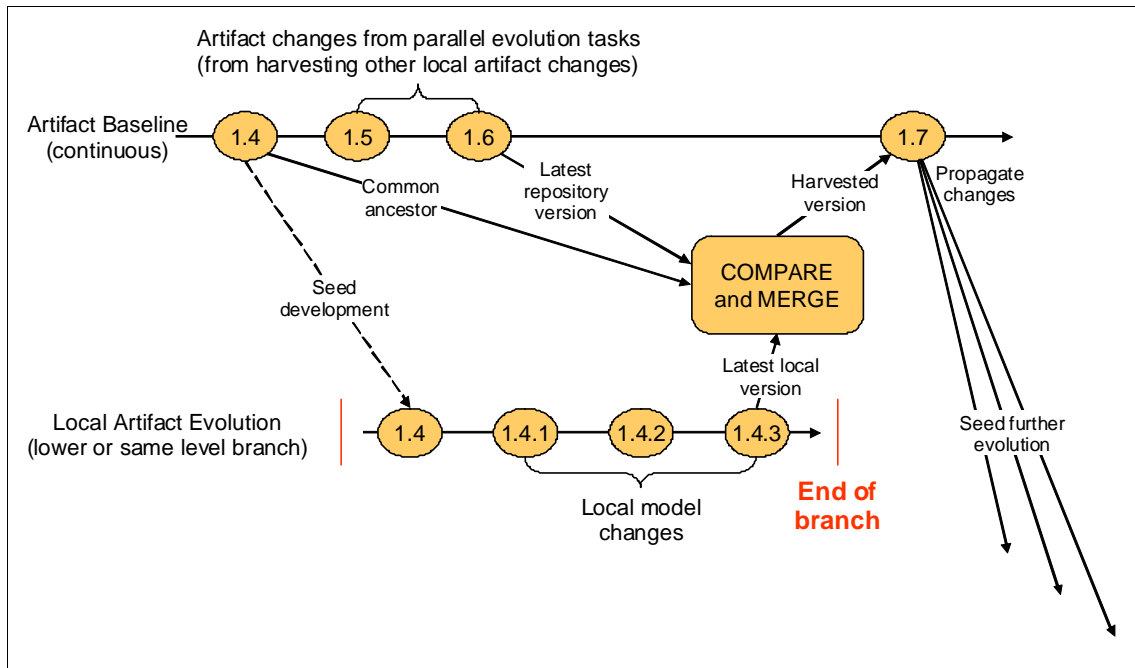 Artifact changes from parallel evolution tasks
(from harvesting other local artifact changes)
Artifact Baseline
(continuous)
1.4
1.5
1.6
1.7
Common
ancestor
Latest
repository
version
Harvested
version
Propagate
changes
COMPARE
and MERGE
Seed
development
Latest local
version
Local Artifact Evolution
(lower or same level branch)
1.4
1.4.1
1.4.2
1.4.3
Seed further
evolution
Local model
changes
End of
branch